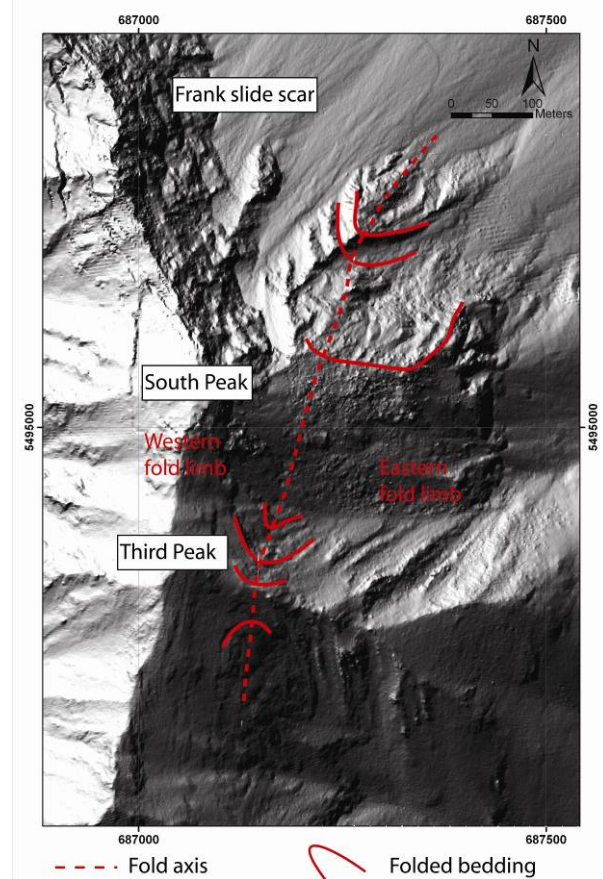 687000
687500
Frank slide scar
N
0 50 100
Meters
South Peak
5495000
5495000
Western
fold limb
Eastern
fold limb
Third Peak
687000
687500
Fold axis
Folded bedding